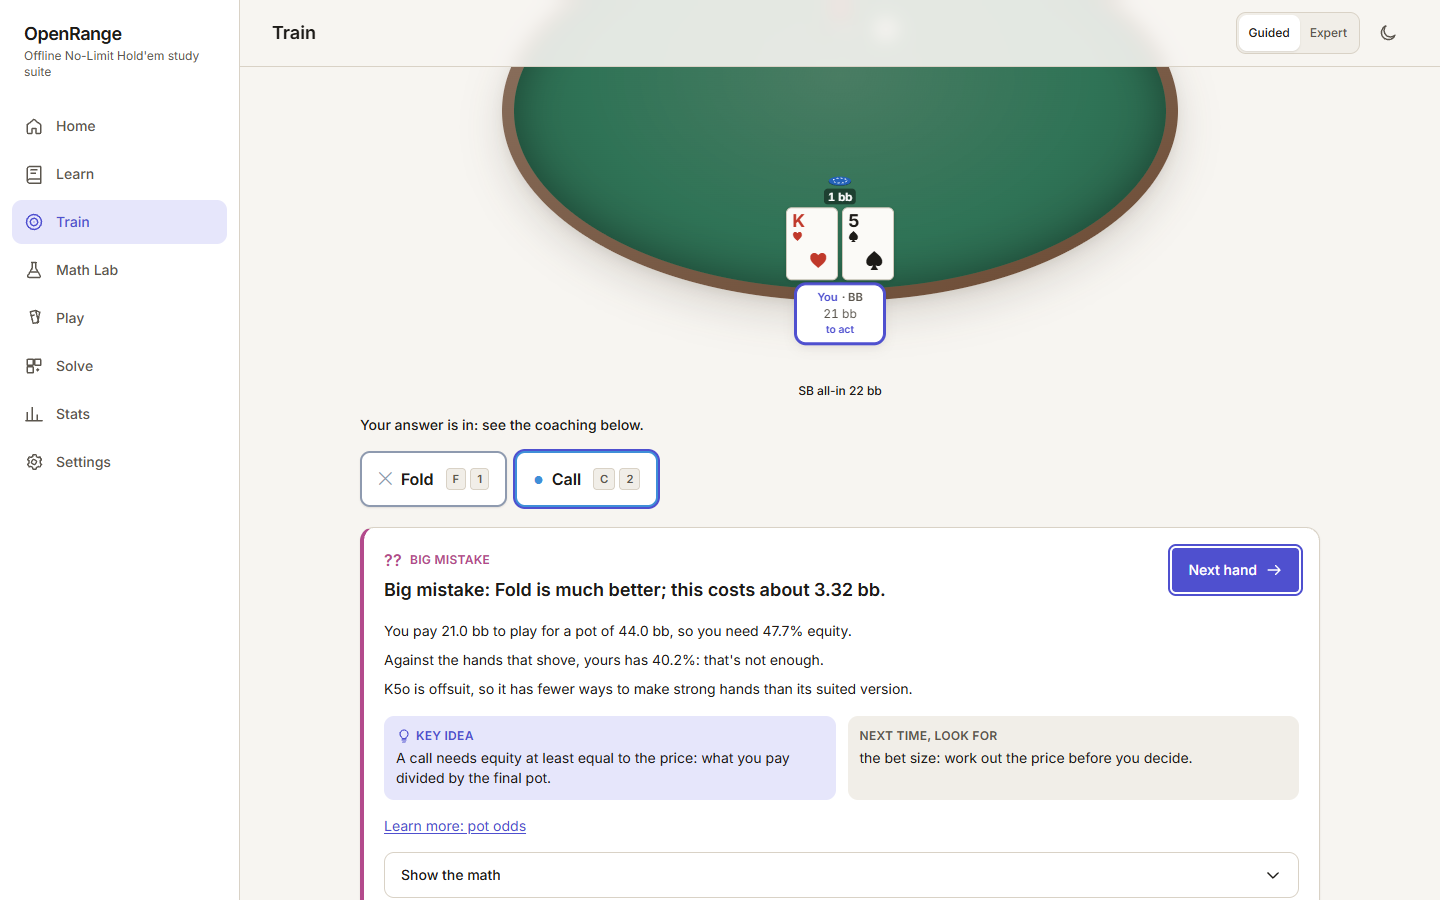 OpenRange
Offline No-Limit Hold'em study
suite
Home
Learn
Train
Math Lab
Play
Solve
Stats
Settings
Train
Guided
Expert
1 bb
K
5
You · BB
21 bb
to act
SB all-in 22 bb
Your answer is in: see the coaching below.
Fold F 1
Call C 2
?? BIG MISTAKE
Big mistake: Fold is much better; this costs about 3.32 bb.
Next hand
You pay 21.0 bb to play for a pot of 44.0 bb, so you need 47.7% equity.
Against the hands that shove, yours has 40.2%: that's not enough.
K5o is offsuit, so it has fewer ways to make strong hands than its suited version.
KEY IDEA
A call needs equity at least equal to the price: what you pay
divided by the final pot.
NEXT TIME, LOOK FOR
the bet size: work out the price before you decide.
Learn more: pot odds
Show the math